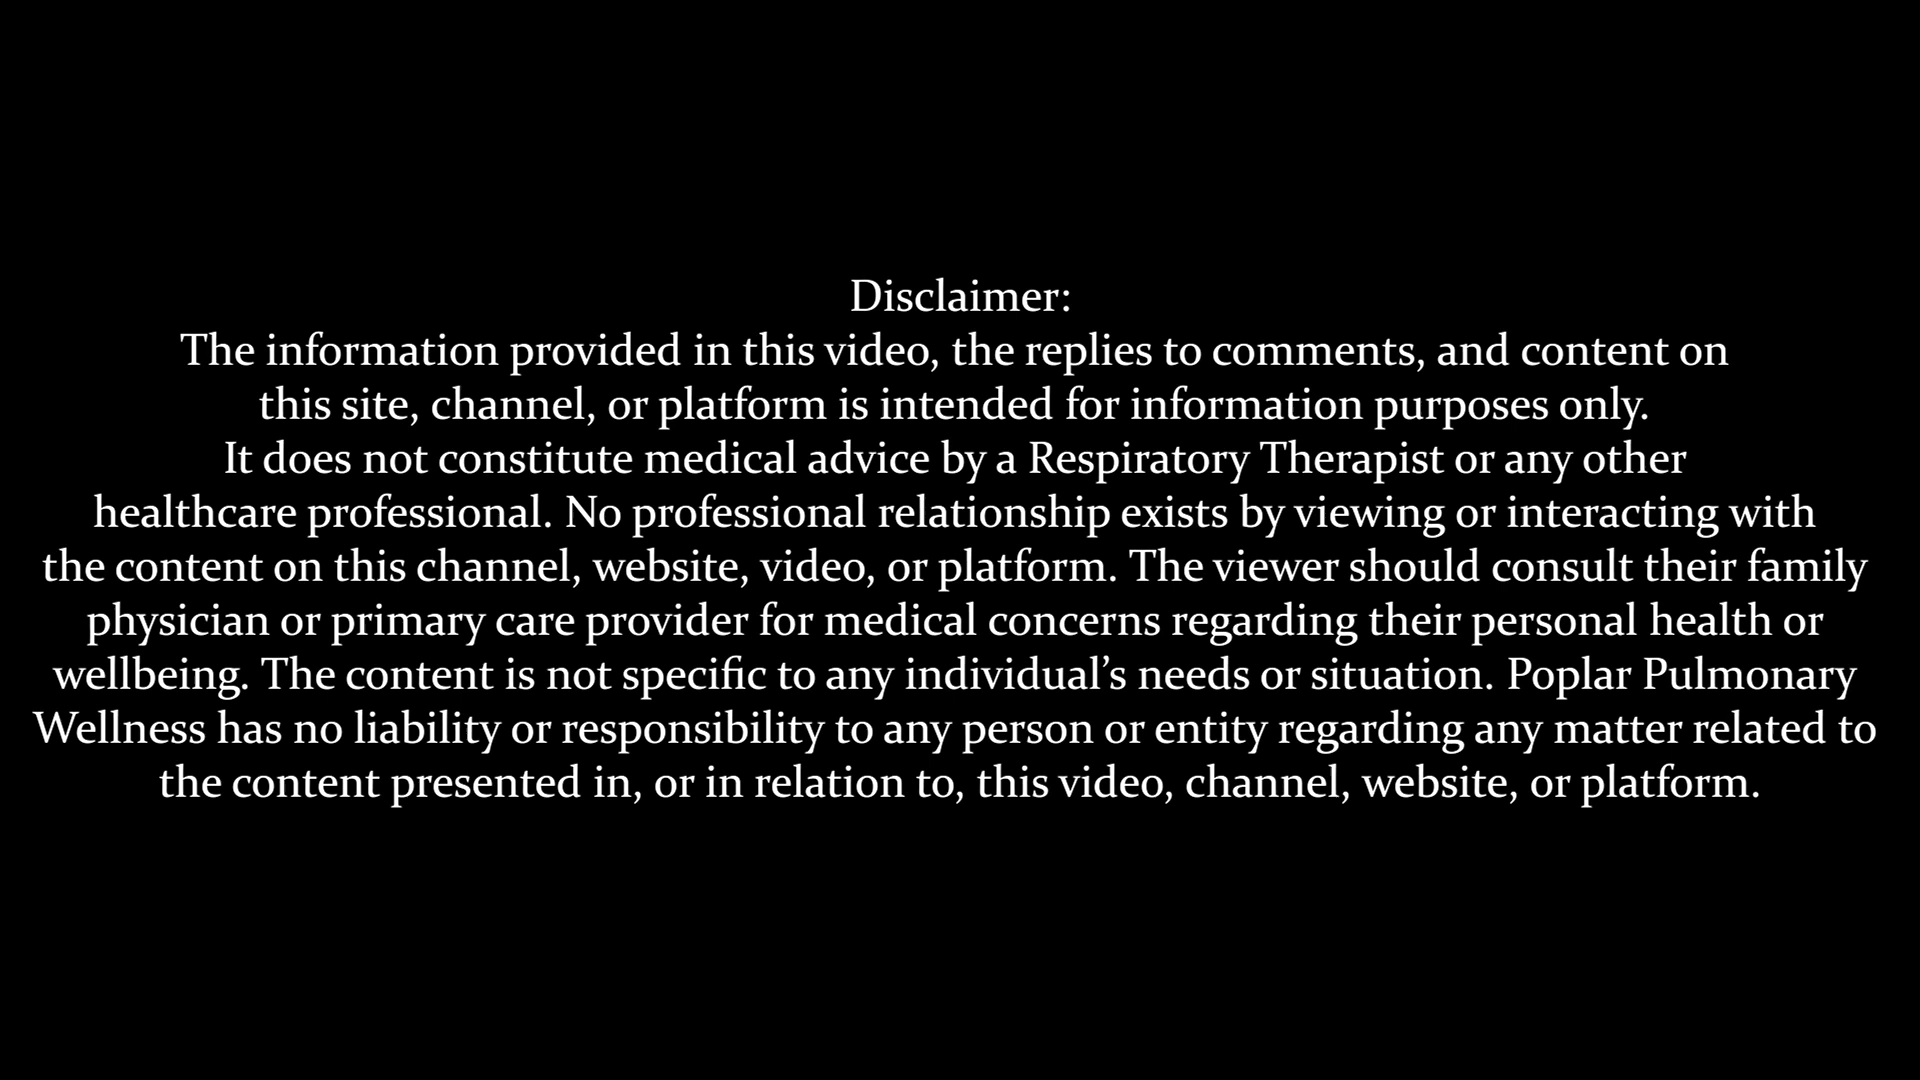 Disclaimer:
The information provided in this video, the replies to comments, and content on
this site, channel, or platform is intended for information purposes only.
It does not constitute medical advice by a Respiratory Therapist or any other
healthcare professional. No professional relationship exists by viewing or interacting with
the content on this channel, website, video, or platform. The viewer should consult their family
physician or primary care provider for medical concerns regarding their personal health or
wellbeing. The content is not specific to any individual’s needs or situation. Poplar Pulmonary
Wellness has no liability or responsibility to any person or entity regarding any matter related to
the content presented in, or in relation to, this video, channel, website, or platform.